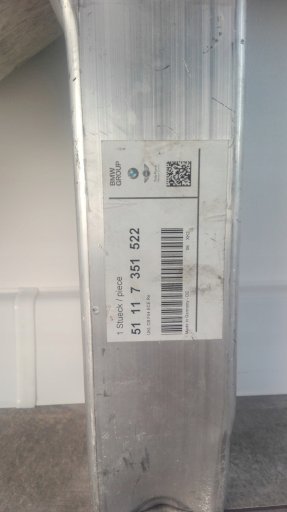 BMW
GROUP
1 Stueck / piece
51 11 7 351 522
Made in Germany